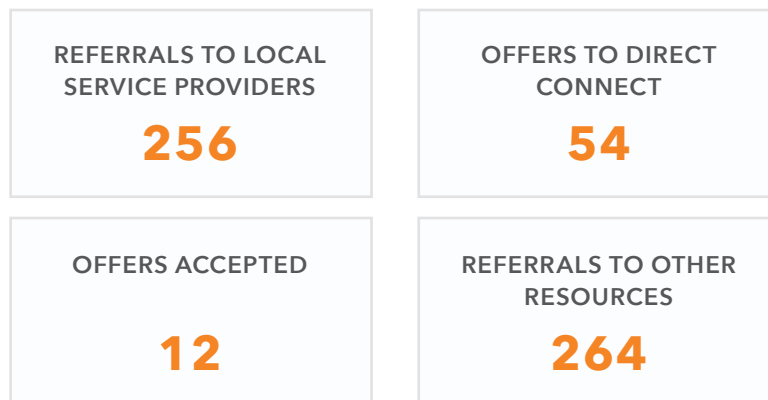 REFERRALS TO LOCAL
SERVICE PROVIDERS
256
OFFERS TO DIRECT
CONNECT
54
OFFERS ACCEPTED
12
REFERRALS TO OTHER
RESOURCES
264